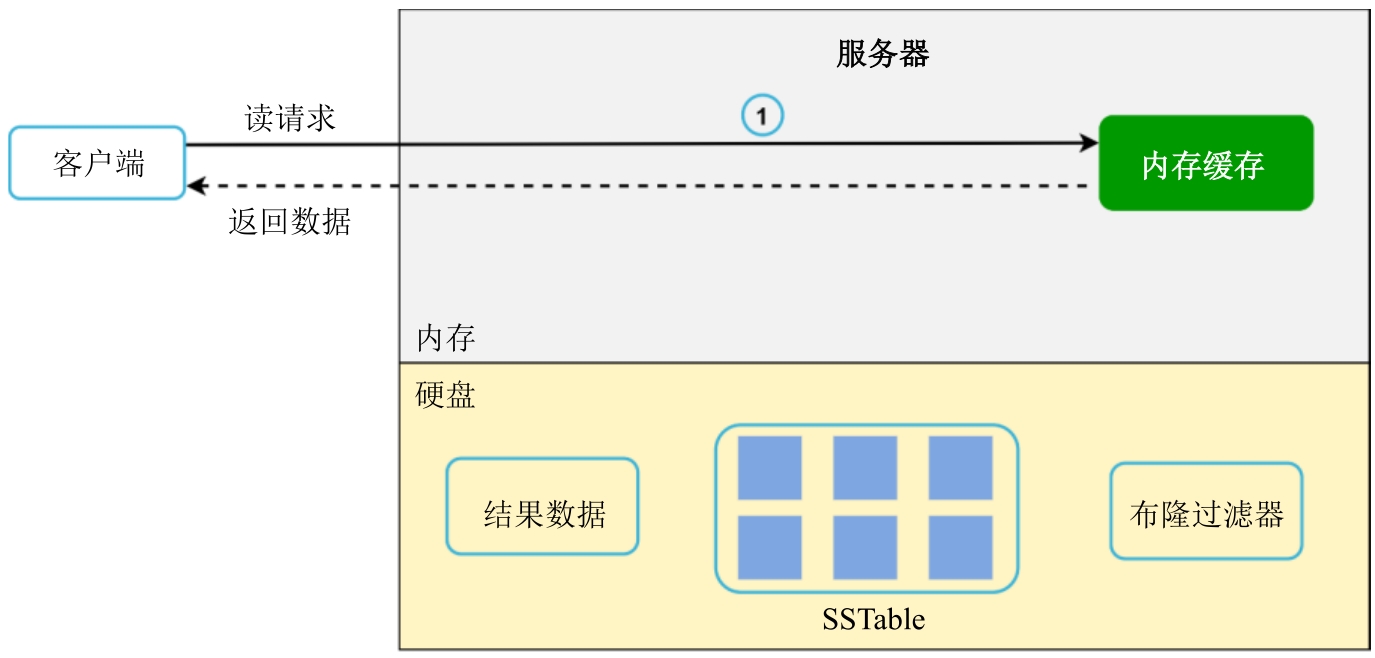 服务器
读请求
1
客户端
内存缓存
返回数据
内存
硬盘
结果数据
布隆过滤器
SSTable